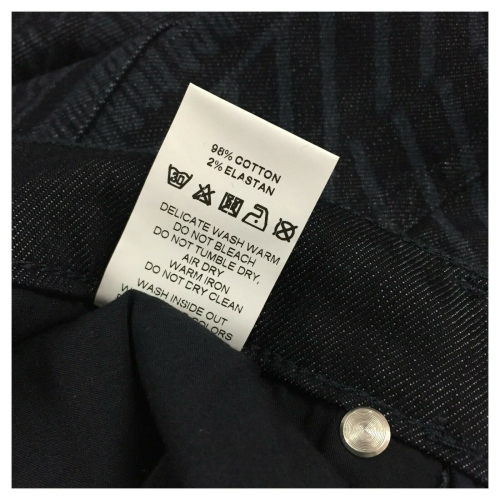 98% COTTON
2% ELASTAN
30
DELICATE WASH WARM
DO NOT BLEACH
DO NOT TUMBLE DRY,
AIR DRY
WARM IRON
DO NOT DRY CLEAN
WASH INSIDE OUT
COLORS